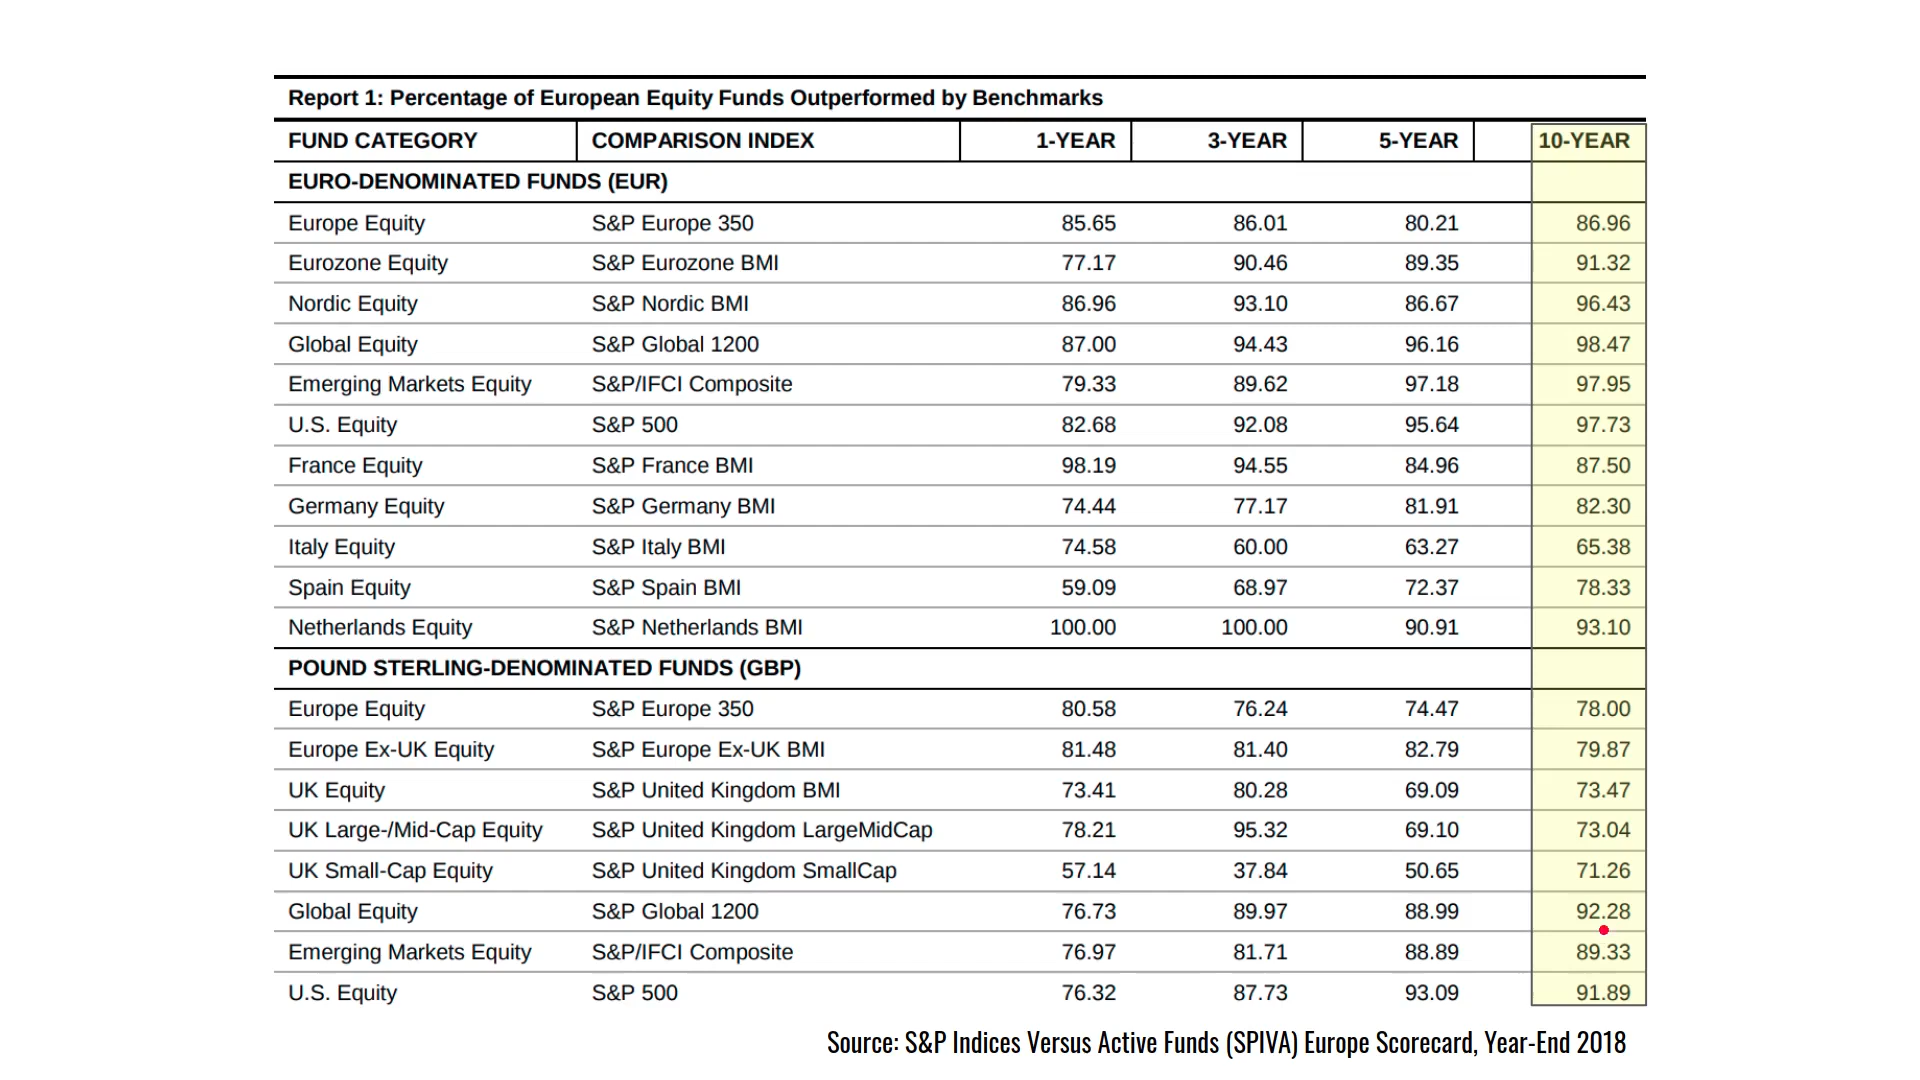 Report 1: Percentage of European Equity Funds Outperformed by Benchmarks
FUND CATEGORY COMPARISON INDEX 1-YEAR 3-YEAR 5-YEAR 10-YEAR
EURO-DENOMINATED FUNDS (EUR)
Europe Equity S&P Europe 350 85.65 86.01 80.21 86.96
Eurozone Equity S&P Eurozone BMI 77.17 90.46 89.35 91.32
Nordic Equity S&P Nordic BMI 86.96 93.10 86.67 96.43
Global Equity S&P Global 1200 87.00 94.43 96.16 98.47
Emerging Markets Equity S&P/IFCI Composite 79.33 89.62 97.18 97.95
U.S. Equity S&P 500 82.68 92.08 95.64 97.73
France Equity S&P France BMI 98.19 94.55 84.96 87.50
Germany Equity S&P Germany BMI 74.44 77.17 81.91 82.30
Italy Equity S&P Italy BMI 74.58 60.00 63.27 65.38
Spain Equity S&P Spain BMI 59.09 68.97 72.37 78.33
Netherlands Equity S&P Netherlands BMI 100.00 100.00 90.91 93.10
POUND STERLING-DENOMINATED FUNDS (GBP)
Europe Equity S&P Europe 350 80.58 76.24 74.47 78.00
Europe Ex-UK Equity S&P Europe Ex-UK BMI 81.48 81.40 82.79 79.87
UK Equity S&P United Kingdom BMI 73.41 80.28 69.09 73.47
UK Large-/Mid-Cap Equity S&P United Kingdom LargeMidCap 78.21 95.32 69.10 73.04
UK Small-Cap Equity S&P United Kingdom SmallCap 57.14 37.84 50.65 71.26
Global Equity S&P Global 1200 76.73 89.97 88.99 92.28
Emerging Markets Equity S&P/IFCI Composite 76.97 81.71 88.89 89.33
U.S. Equity S&P 500 76.32 87.73 93.09 91.89
Source: S&P Indices Versus Active Funds (SPIVA) Europe Scorecard, Year-End 2018